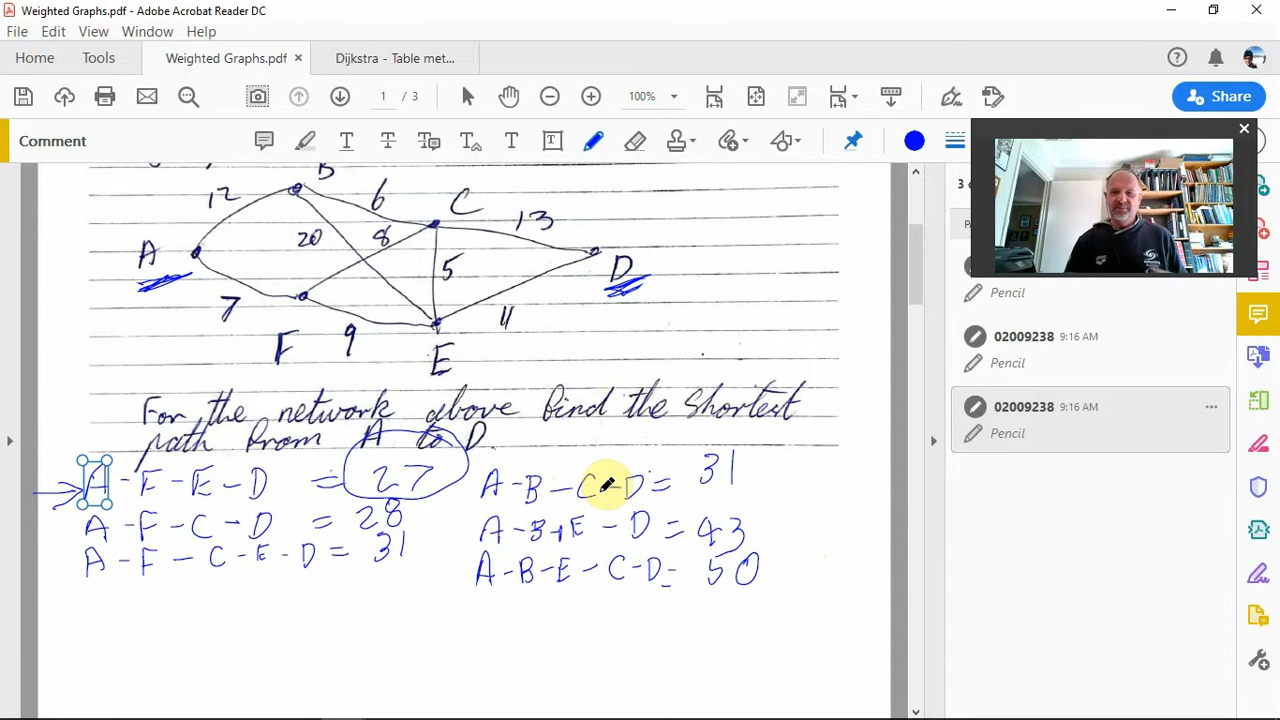 Weighted Graphs.pdf - Adobe Acrobat Reader DC
File Edit View Window Help
Home Tools Weighted Graphs.pdf × Dijkstra - Table met...
1 / 3 100% Share
Comment
B
12 6 C 13
A 20 8 5 D
7 11
F 9 E
For the network above find the shortest
path from A to D.
A - F - E - D = 27
A - F - C - D = 28
A - F - C - E - D = 31
A - B - C - D = 31
A - B - E - D = 43
A - B - E - C - D = 50
3
Pencil
02009238 9:16 AM
Pencil
02009238 9:16 AM
Pencil